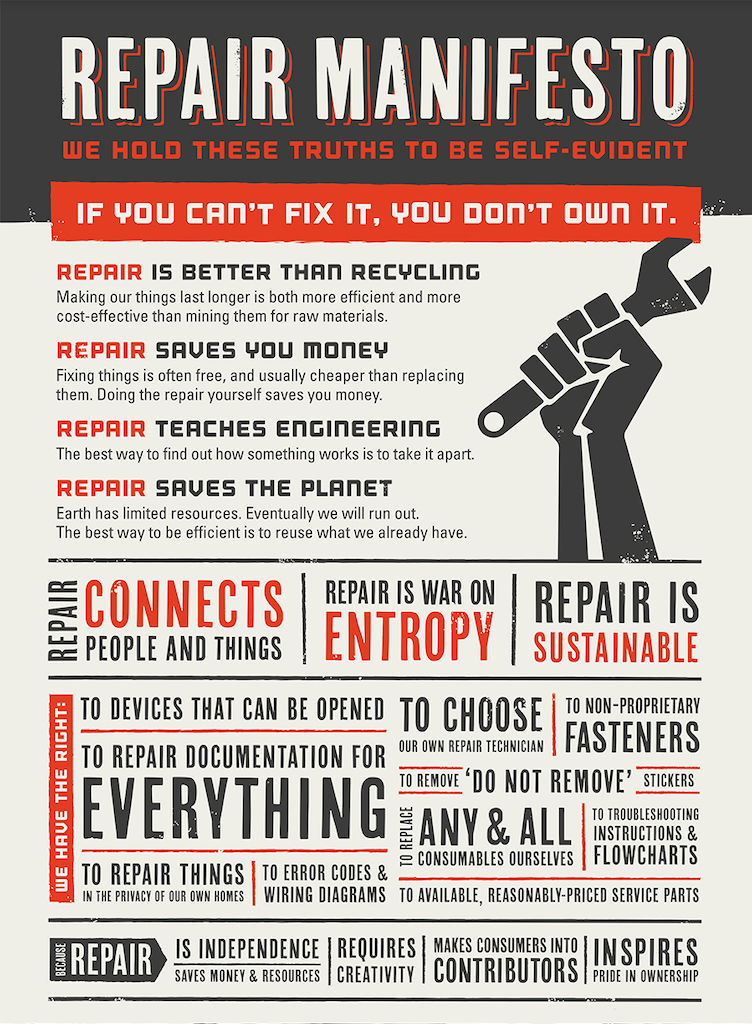 REPAIR MANIFESTO
WE HOLD THESE TRUTHS TO BE SELF-EVIDENT
IF YOU CAN'T FIX IT, YOU DON'T OWN IT.
REPAIR IS BETTER THAN RECYCLING
Making our things last longer is both more efficient and more
cost-effective than mining them for raw materials.
REPAIR SAVES YOU MONEY
Fixing things is often free, and usually cheaper than replacing
them. Doing the repair yourself saves you money.
REPAIR TEACHES ENGINEERING
The best way to find out how something works is to take it apart.
REPAIR SAVES THE PLANET
Earth has limited resources. Eventually we will run out.
The best way to be efficient is to reuse what we already have.
REPAIR
CONNECTS
PEOPLE AND THINGS
REPAIR IS WAR ON
ENTROPY
REPAIR IS
SUSTAINABLE
WE HAVE THE RIGHT:
TO DEVICES THAT CAN BE OPENED
TO REPAIR DOCUMENTATION FOR
EVERYTHING
TO REPAIR THINGS
IN THE PRIVACY OF OUR OWN HOMES
TO ERROR CODES &
WIRING DIAGRAMS
TO CHOOSE
OUR OWN REPAIR TECHNICIAN
TO NON-PROPRIETARY
FASTENERS
TO REMOVE 'DO NOT REMOVE' STICKERS
TO REPLACE
ANY & ALL
CONSUMABLES OURSELVES
TO TROUBLESHOOTING
INSTRUCTIONS &
FLOWCHARTS
TO AVAILABLE, REASONABLY-PRICED SERVICE PARTS
BECAUSE
REPAIR
IS INDEPENDENCE
SAVES MONEY & RESOURCES
REQUIRES
CREATIVITY
MAKES CONSUMERS INTO
CONTRIBUTORS
INSPIRES
PRIDE IN OWNERSHIP